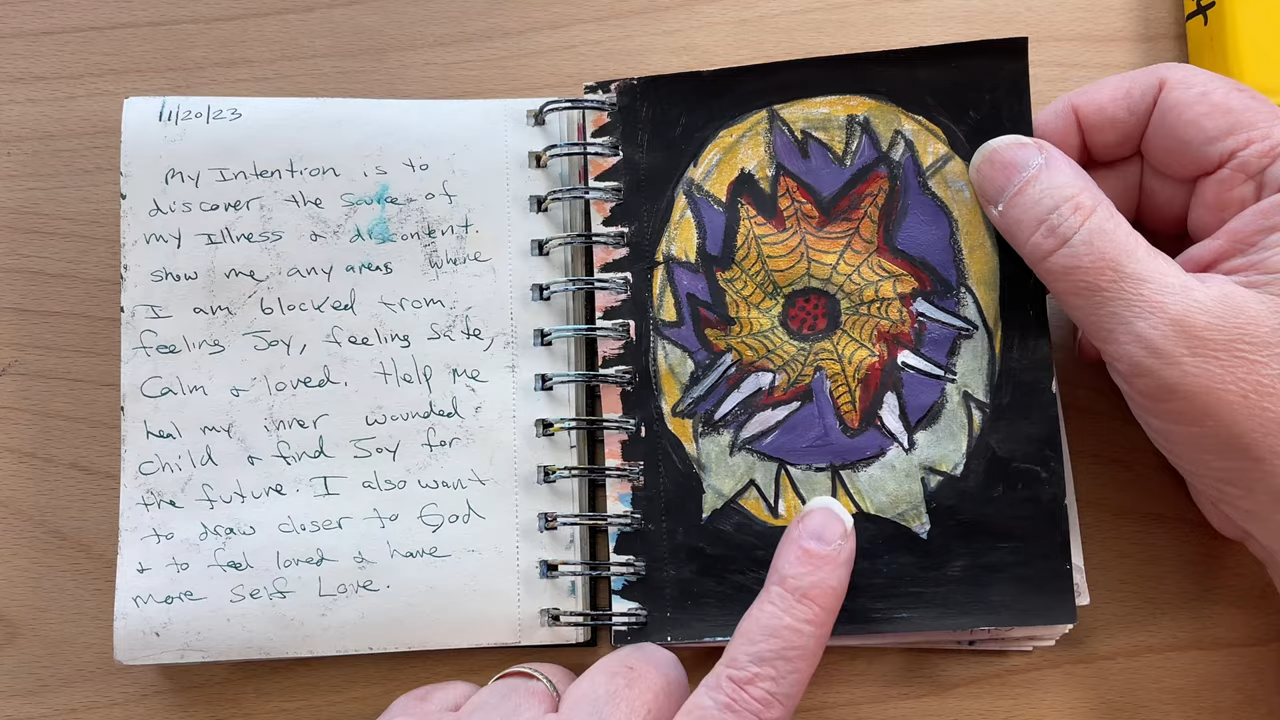 11/20/23
My Intention is to
discover the source of
my Illness & discontent.
show me any areas where
I am blocked from
feeling Joy, feeling safe,
Calm & loved. Help me
heal my inner wounded
child & find Joy for
the future. I also want
to draw closer to God
& to feel loved & have
more Self Love.